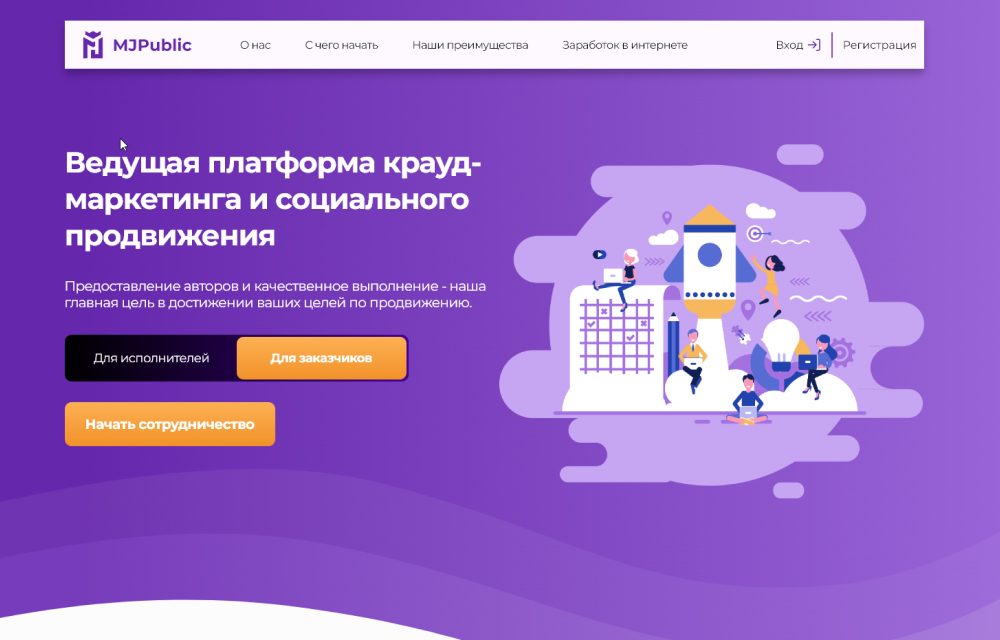 MJPublic
О нас
С чего начать
Наши преимущества
Заработок в интернете
Вход
Регистрация
Ведущая платформа крауд-
маркетинга и социального
продвижения
Предоставление авторов и качественное выполнение - наша
главная цель в достижении ваших целей по продвижению.
Для исполнителей
Для заказчиков
Начать сотрудничество